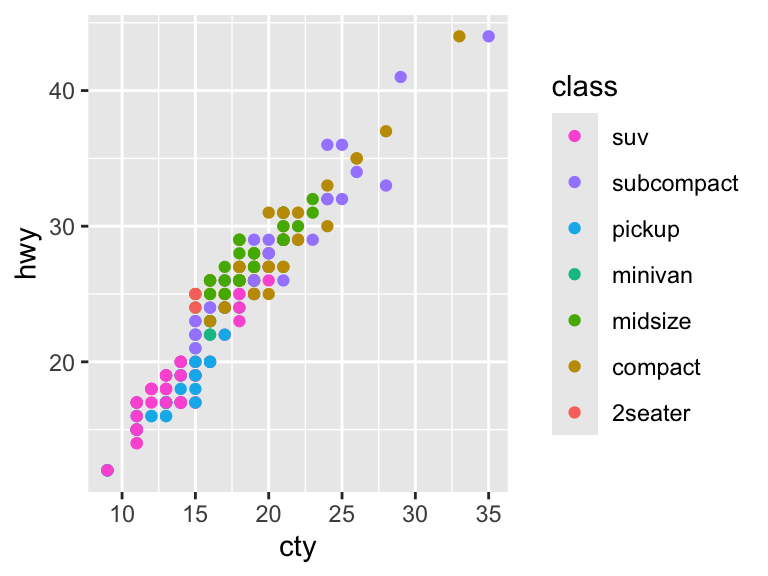 hwy
40
30
20
10 15 20 25 30 35
cty
class
suv
subcompact
pickup
minivan
midsize
compact
2seater